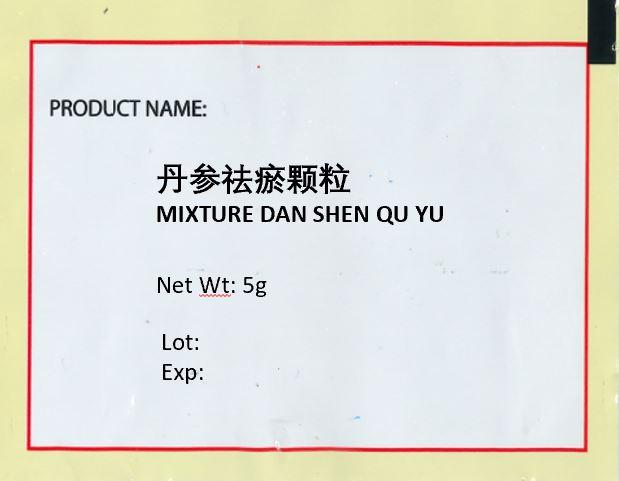 PRODUCT NAME:
丹参祛瘀颗粒
MIXTURE DAN SHEN QU YU
Net Wt: 5g
Lot:
Exp: